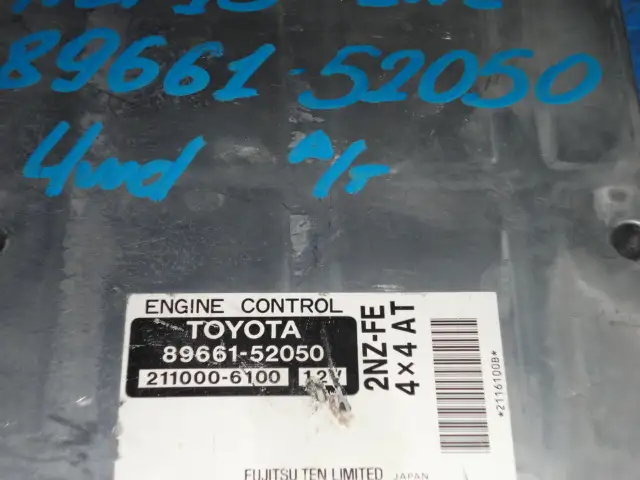 89661-52050
4wd A/T
ENGINE CONTROL
TOYOTA
89661-52050
211000-6100 12V
2NZ-FE
4×4 AT
*2116100B*
FUJITSU TEN LIMITED JAPAN